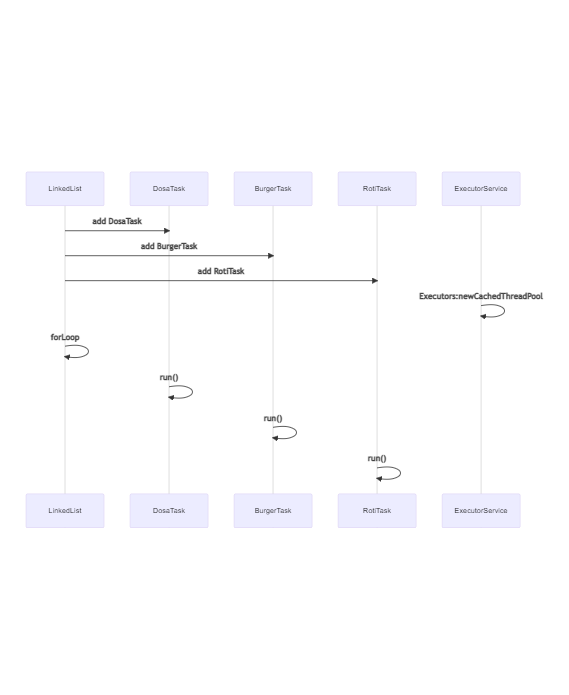 LinkedList DosaTask BurgerTask RotiTask ExecutorService
add DosaTask
add BurgerTask
add RotiTask
Executors:newCachedThreadPool
forLoop
run()
run()
run()
LinkedList DosaTask BurgerTask RotiTask ExecutorService